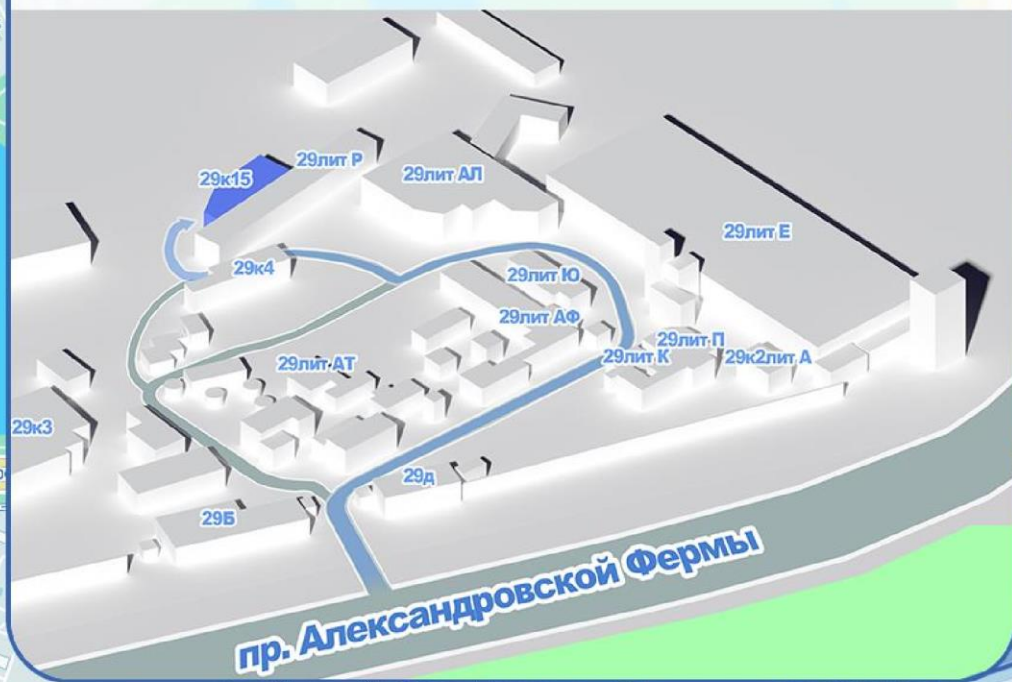 29к15
29лит Р
29лит АЛ
29лит Е
29к4
29лит Ю
29лит АФ
29лит П
29лит К
29к2лит А
29лит АТ
29к3
29д
29Б
пр. Александровской Фермы